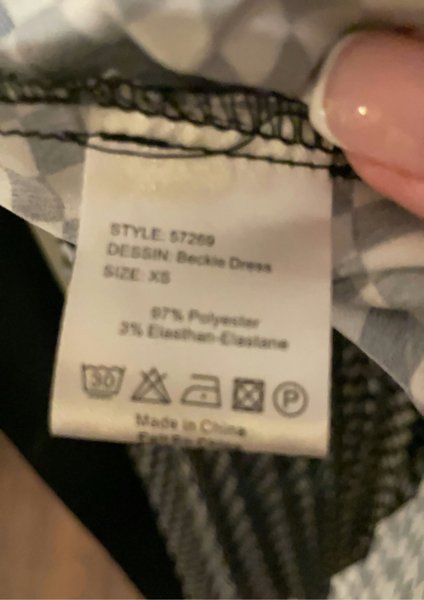 STYLE: 57269
DESSIN: Beckie Dress
SIZE: XS
97% Polyester
3% Elasthan-Elastane
30
P
Made in China